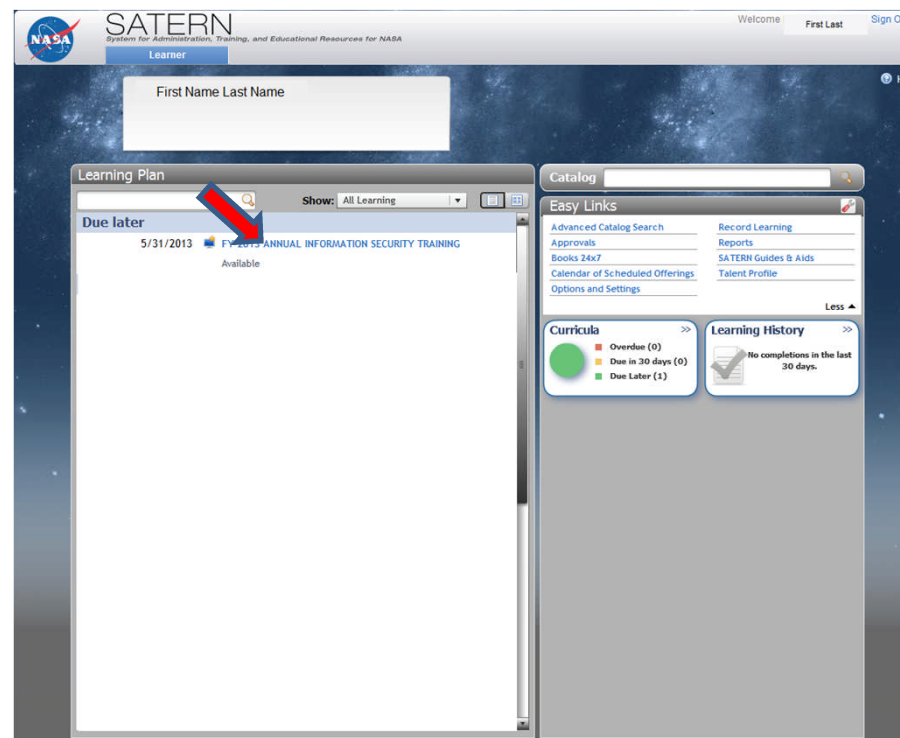 NASA
SATERN
System for Administration, Training, and Educational Resources for NASA
Welcome First Last Sign O
Learner
First Name Last Name
Learning Plan
Show: All Learning
Due later
5/31/2013 FY 2013 ANNUAL INFORMATION SECURITY TRAINING
Available
Catalog
Easy Links
Advanced Catalog Search Record Learning
Approvals Reports
Books 24x7 SATERN Guides & Aids
Calendar of Scheduled Offerings Talent Profile
Options and Settings
Less
Curricula >>
Overdue (0)
Due in 30 days (0)
Due Later (1)
Learning History >>
No completions in the last
30 days.